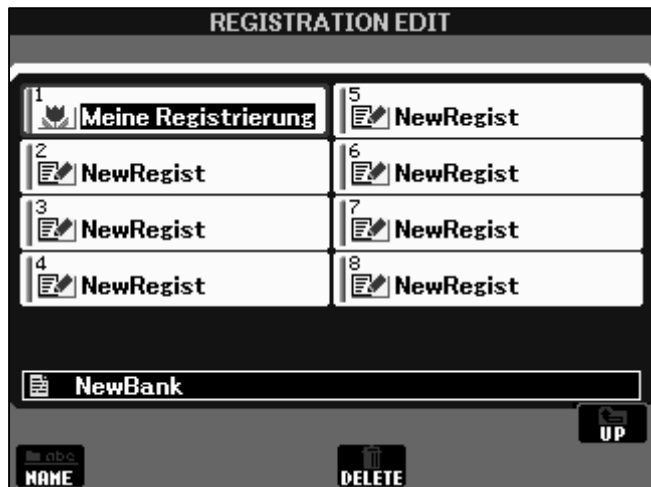 REGISTRATION EDIT
1
Meine Registrierung
2
NewRegist
3
NewRegist
4
NewRegist
5
NewRegist
6
NewRegist
7
NewRegist
8
NewRegist
NewBank
UP
abc
NAME
DELETE